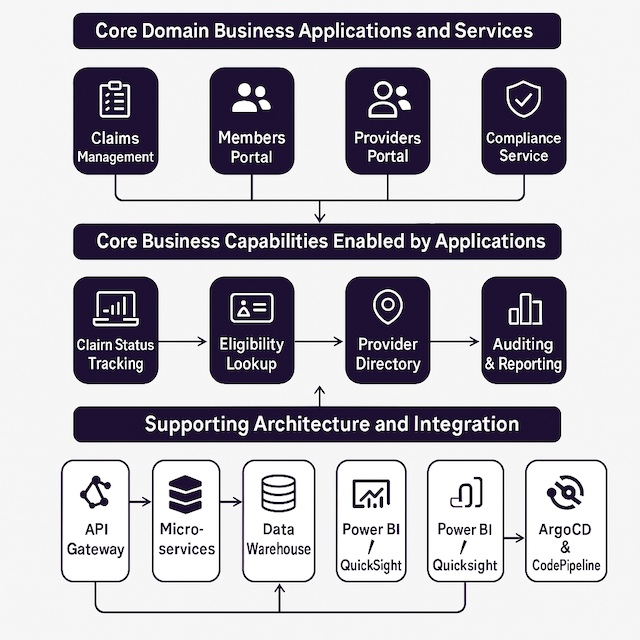 Core Domain Business Applications and Services
Claims
Management
Members
Portal
Providers
Portal
Compliance
Service
Core Business Capabilities Enabled by Applications
Claim Status
Tracking
Eligibility
Lookup
Provider
Directory
Auditing
& Reporting
Supporting Architecture and Integration
API
Gateway
Micro-
services
Data
Warehouse
Power BI
/
QuickSight
Power BI
/
Quicksight
ArgoCD
&
CodePipeline